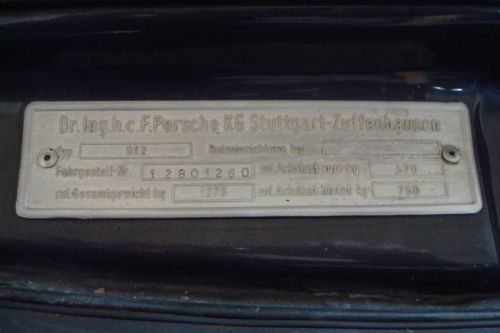 Dr. Ing.h.c.F.Porsche KG Stuttgart-Zuffenhausen
Typ 912
Fahrgestell-Nr. 12801260 zul.Achslast vorn kg 570
zul.Gesamtgewicht kg zul.Achslast hinten kg 750